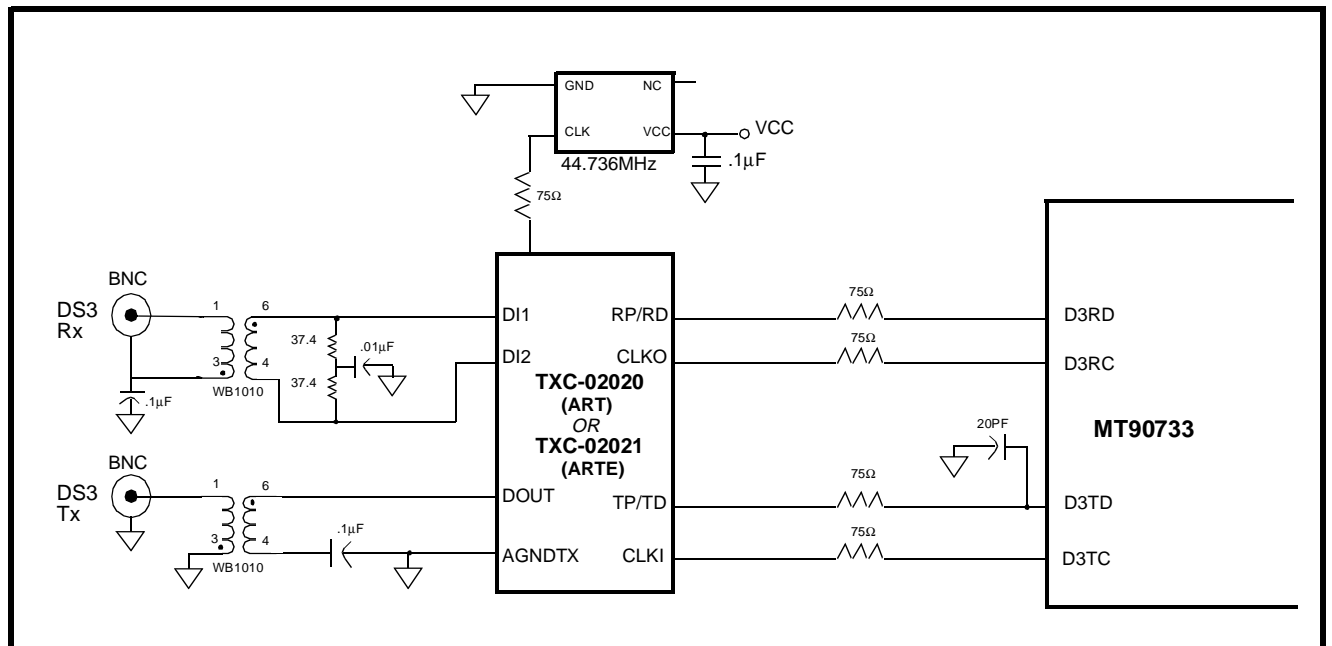 GND
NC
CLK
VCC
VCC
44.736MHz
.1μF
75Ω
BNC
DS3
Rx
1
6
3
4
WB1010
.1μF
37.4
37.4
.01μF
DI1
DI2
RP/RD
CLKO
TXC-02020
(ART)
OR
TXC-02021
(ARTE)
DOUT
AGNDTX
TP/TD
CLKI
75Ω
75Ω
75Ω
75Ω
20PF
D3RD
D3RC
MT90733
D3TD
D3TC
BNC
DS3
Tx
1
6
3
4
WB1010
.1μF